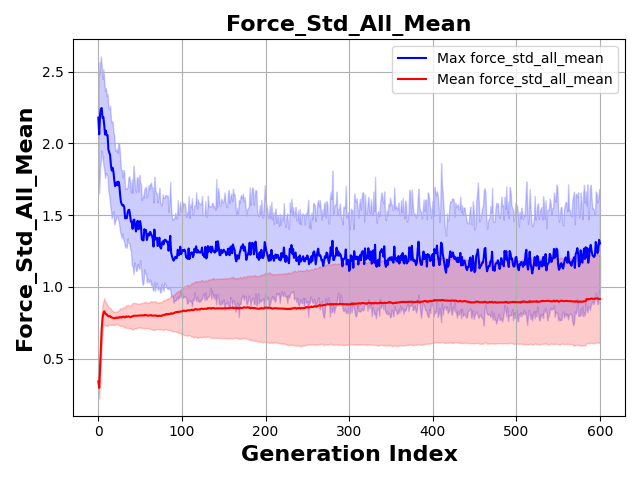 Force_Std_All_Mean
Max force_std_all_mean
Mean force_std_all_mean
Force_Std_All_Mean
2.5
2.0
1.5
1.0
0.5
0 100 200 300 400 500 600
Generation Index